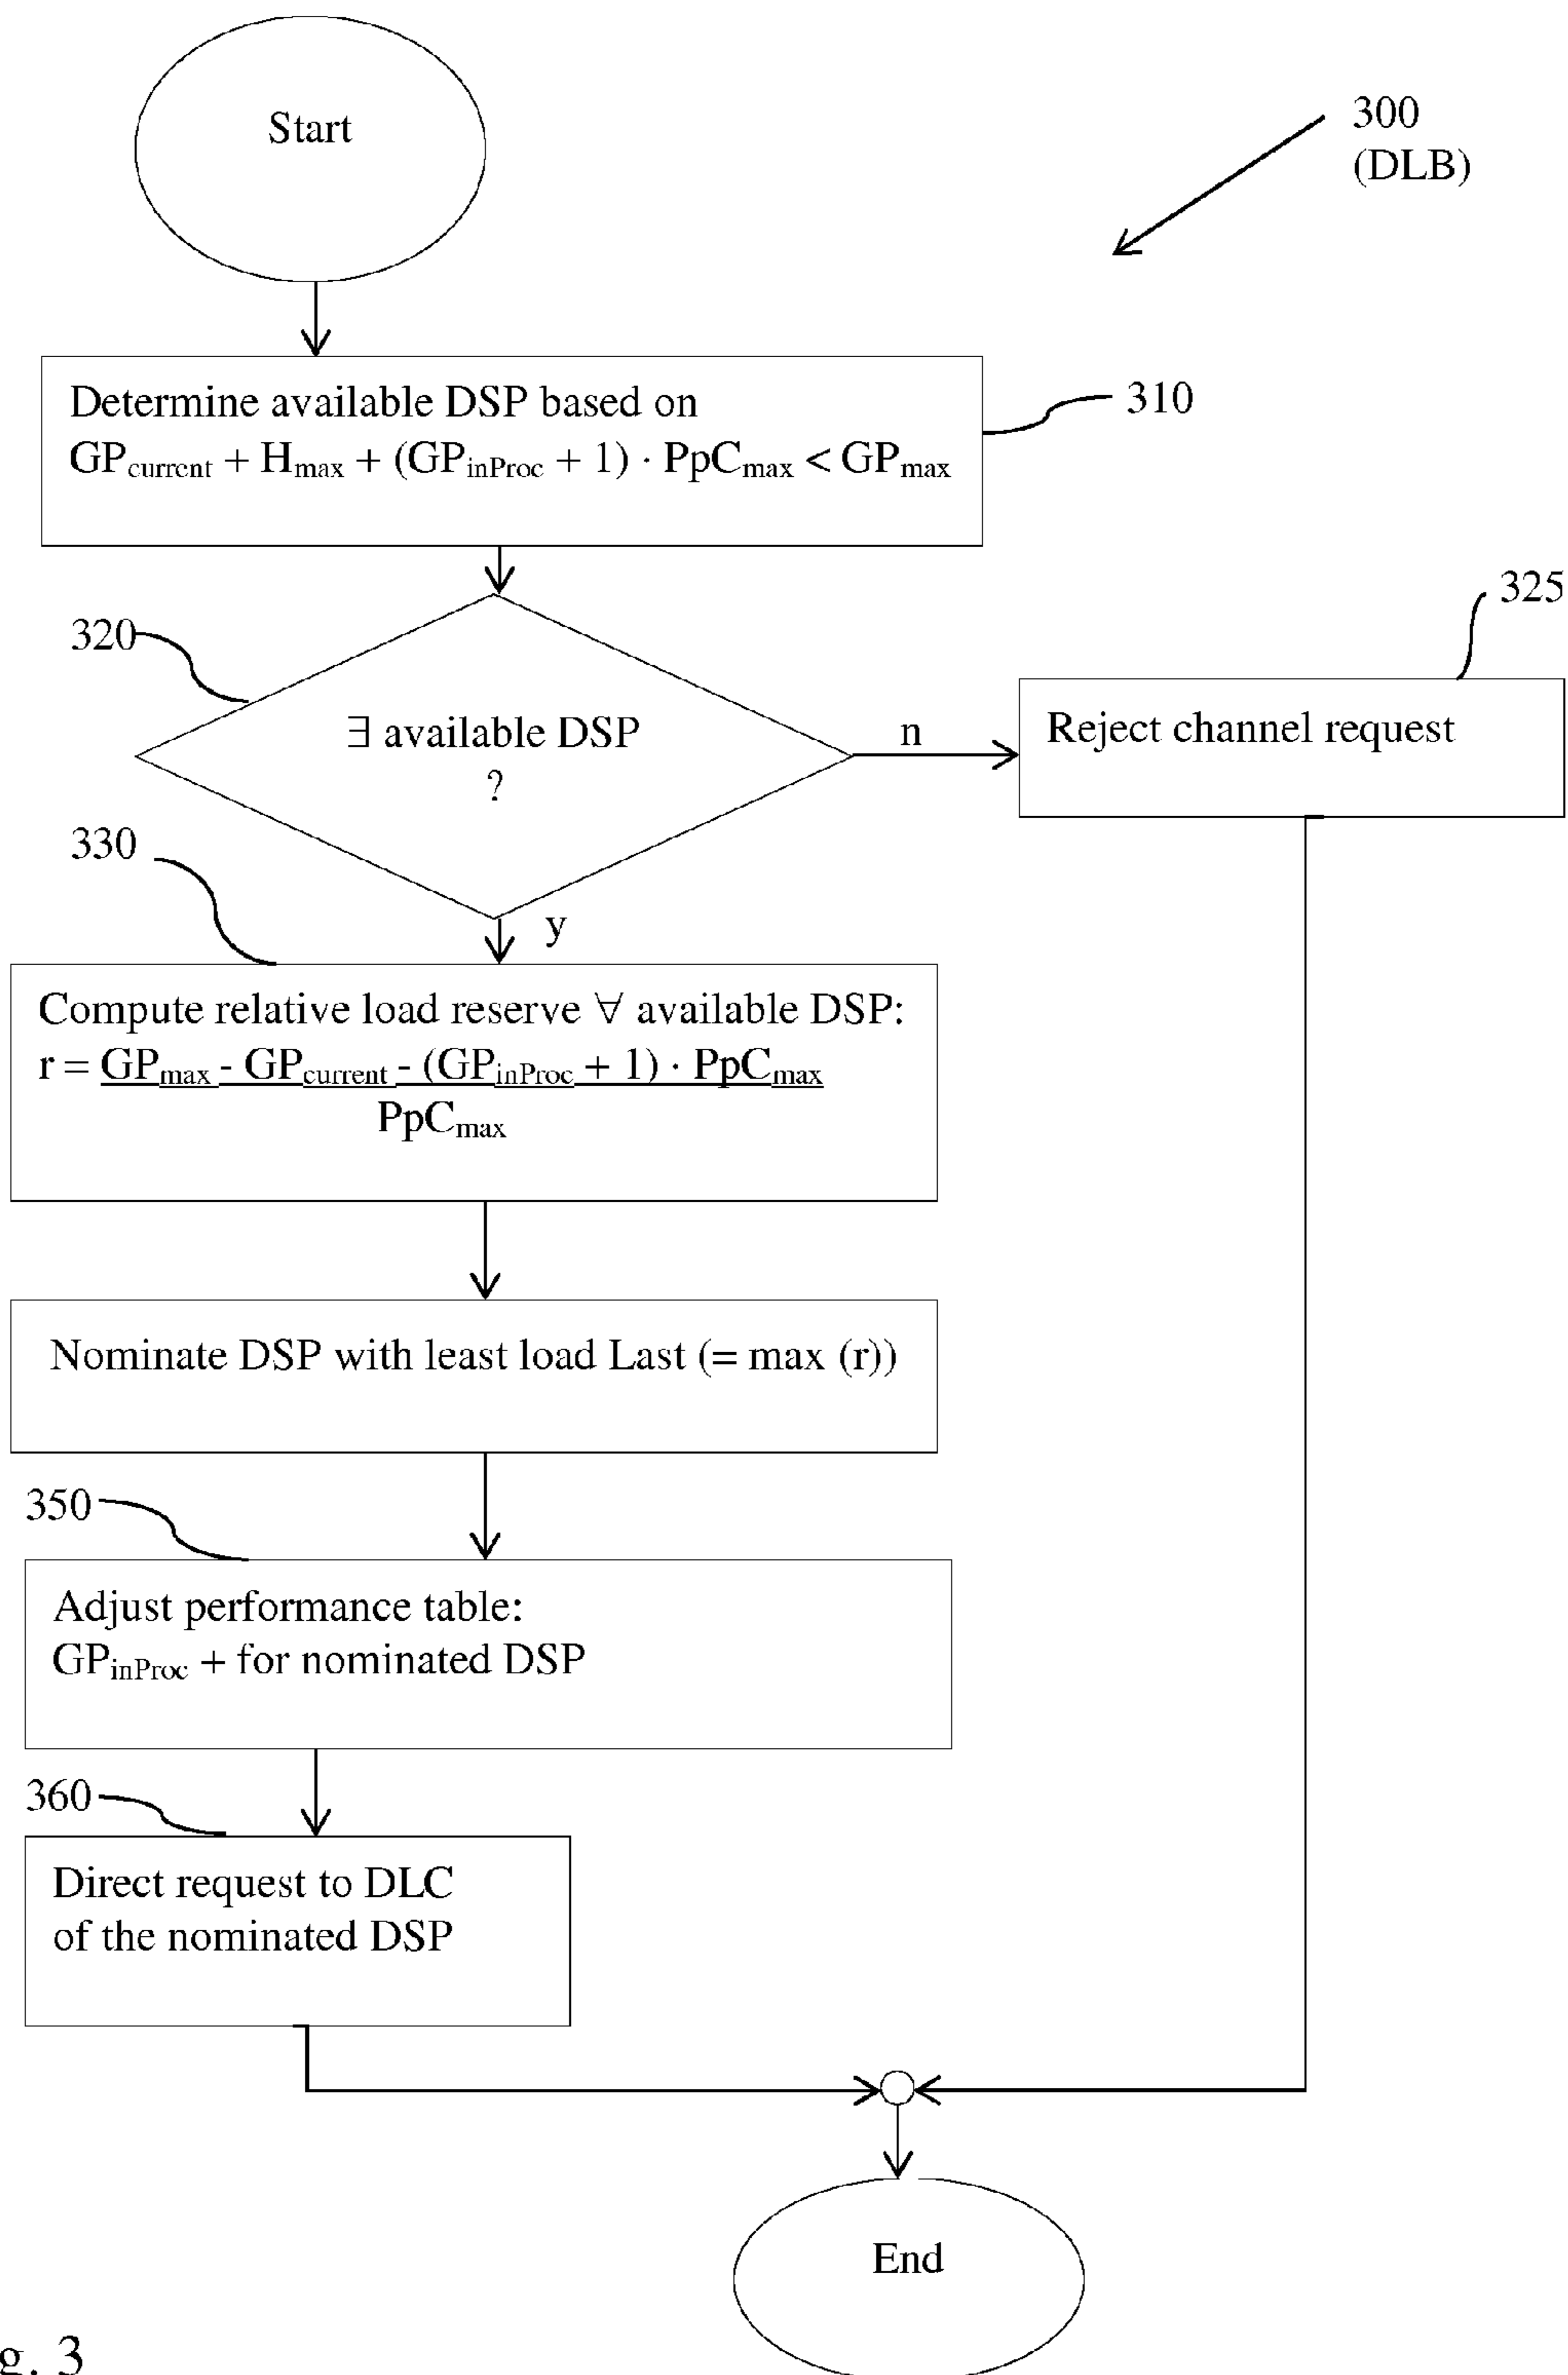 Start
300
(DLB)
Determine available DSP based on
GPcurrent + Hmax + (GPinProc + 1) · PpCmax < GPmax
310
320
∃ available DSP
?
n
325
Reject channel request
330
y
Compute relative load reserve ∀ available DSP:
r = GPmax - GPcurrent - (GPinProc + 1) · PpCmax
PpCmax
Nominate DSP with least load Last (= max (r))
350
Adjust performance table:
GPinProc + for nominated DSP
360
Direct request to DLC
of the nominated DSP
End
g. 3